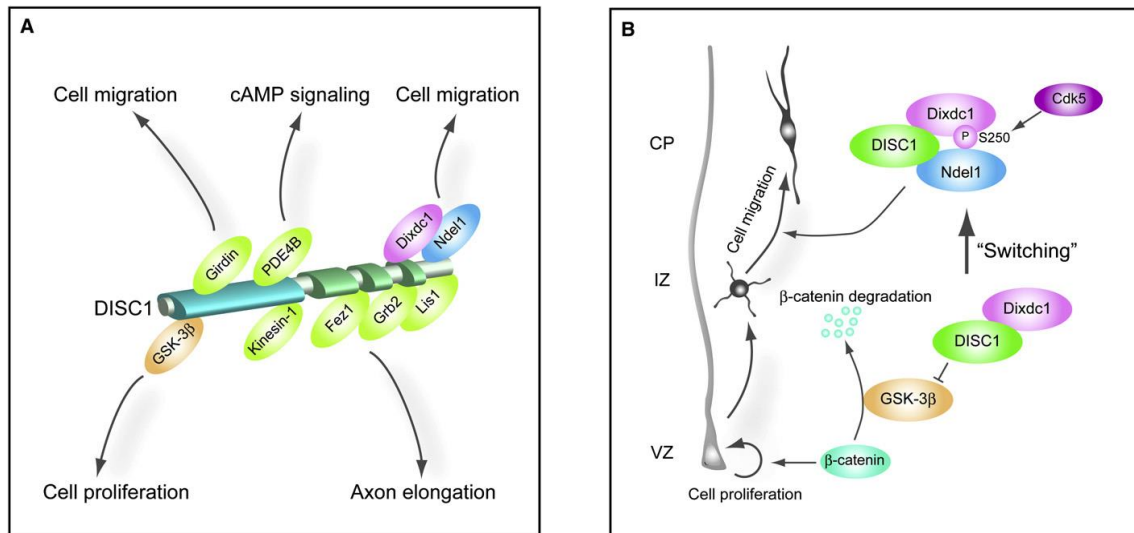 A
Cell migration
cAMP signaling
Cell migration
Girdin
PDE4B
Dixdc1
Ndel1
DISC1
GSK-3β
Kinesin-1
Fez1
Grb2
Lis1
Cell proliferation
Axon elongation
B
CP
IZ
VZ
Cell migration
Dixdc1
Cdk5
P
S250
DISC1
Ndel1
"Switching"
β-catenin degradation
Dixdc1
DISC1
GSK-3β
β-catenin
Cell proliferation